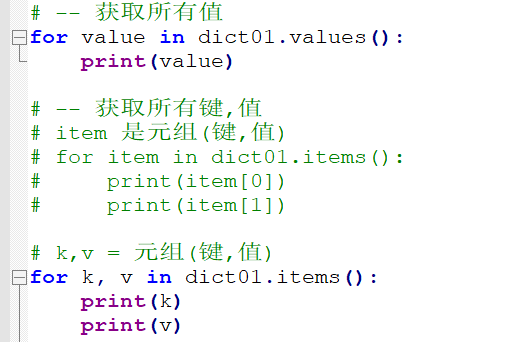 # -- 获取所有值
for value in dict01.values():
    print(value)
# -- 获取所有键,值
# item 是元组(键,值)
# for item in dict01.items():
#     print(item[0])
#     print(item[1])
# k,v = 元组(键,值)
for k, v in dict01.items():
    print(k)
    print(v)